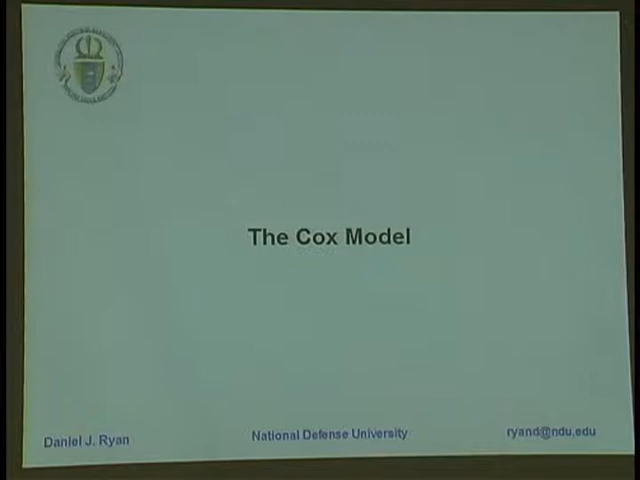 The Cox Model
Daniel J. Ryan
National Defense University
ryand@ndu.edu